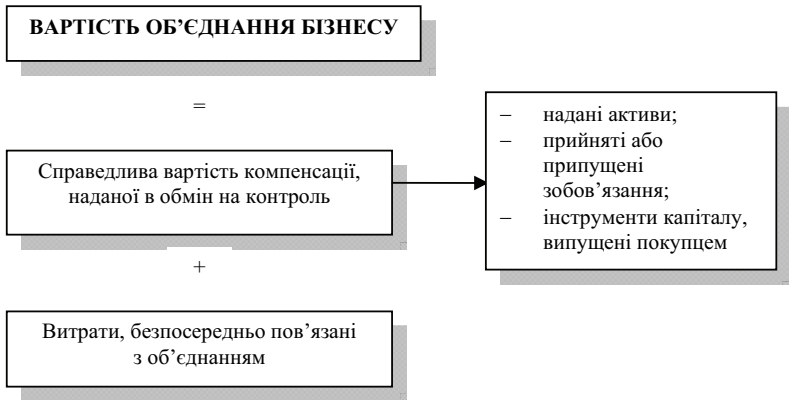 ВАРТІСТЬ ОБ’ЄДНАННЯ БІЗНЕСУ
=
Справедлива вартість компенсації,
наданої в обмін на контроль
– надані активи;
– прийняті або
припущені
зобов’язання;
– інструменти капіталу,
випущені покупцем
+
Витрати, безпосередньо пов’язані
з об’єднанням